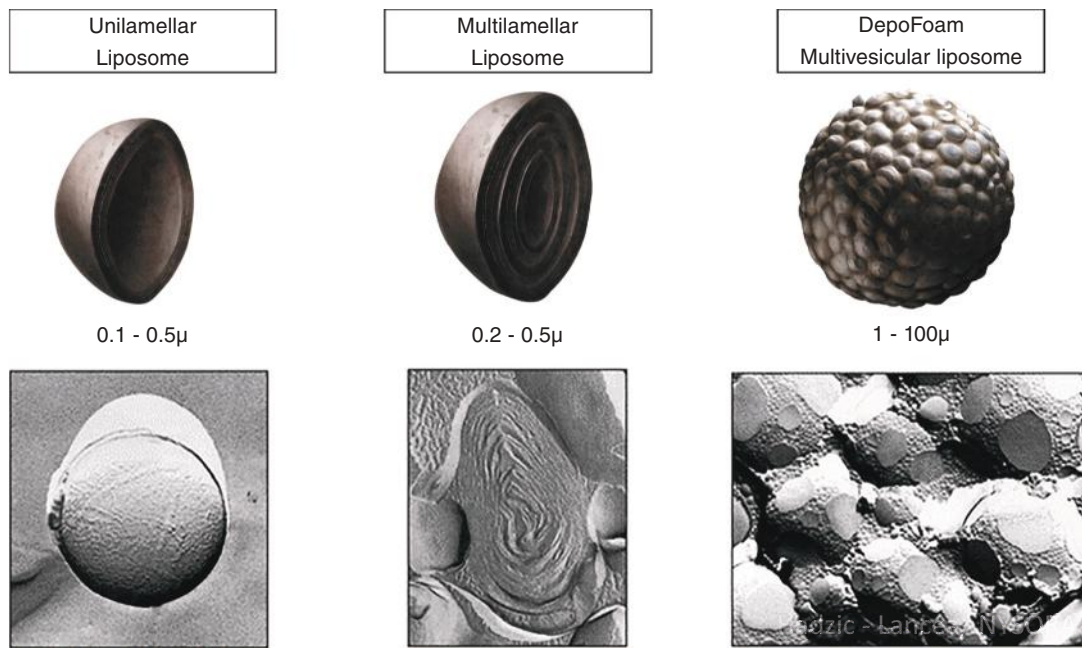 Unilamellar
Liposome
Multilamellar
Liposome
DepoFoam
Multivesicular liposome
0.1 - 0.5µ
0.2 - 0.5µ
1 - 100µ